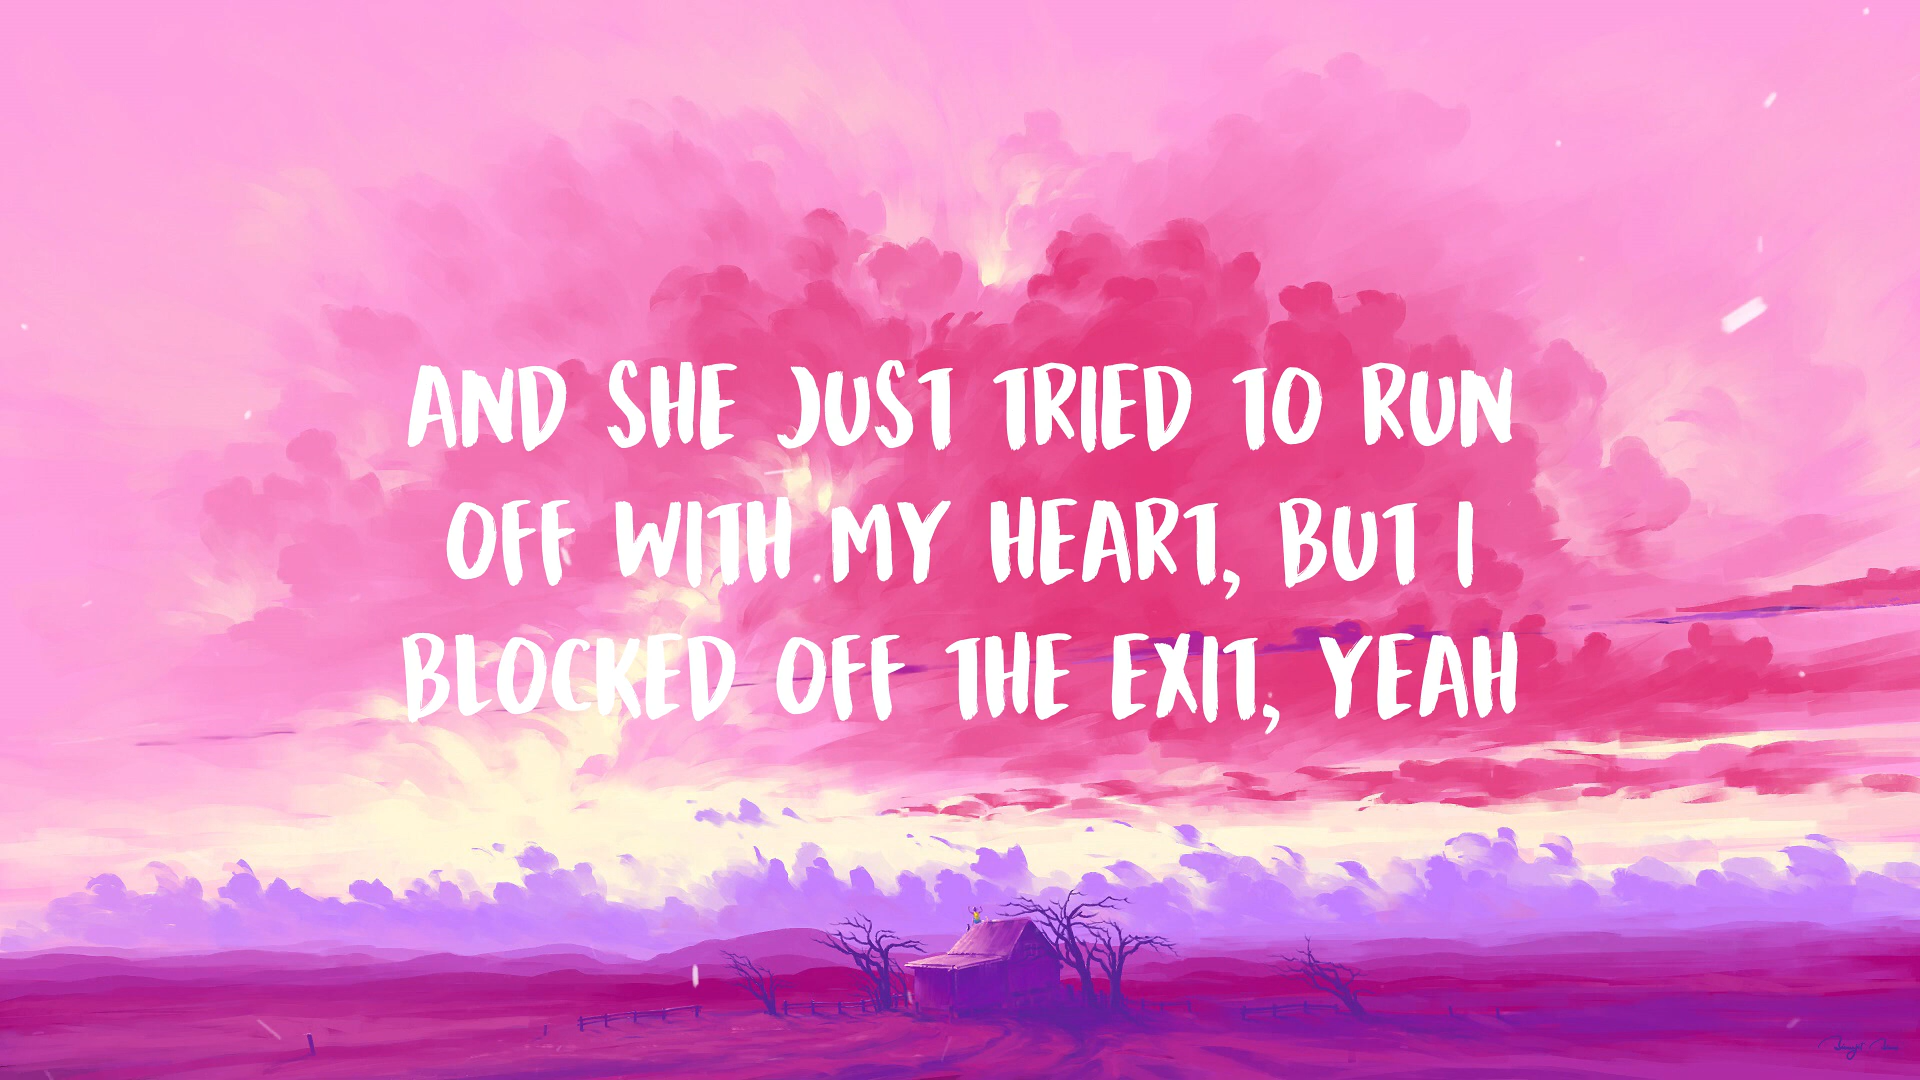 AND SHE JUST TRIED TO RUN
OFF WITH MY HEART, BUT I
BLOCKED OFF THE EXIT, YEAH